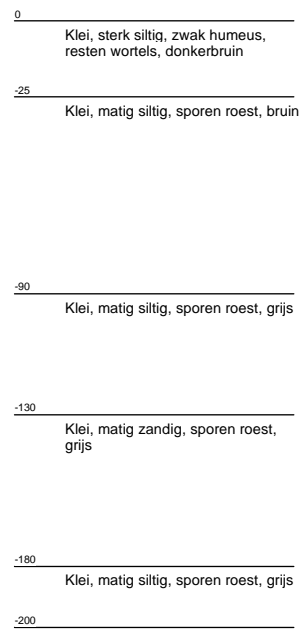 0
Klei, sterk siltig, zwak humeus,
resten wortels, donkerbruin
-25
Klei, matig siltig, sporen roest, bruin
-90
Klei, matig siltig, sporen roest, grijs
-130
Klei, matig zandig, sporen roest,
grijs
-180
Klei, matig siltig, sporen roest, grijs
-200